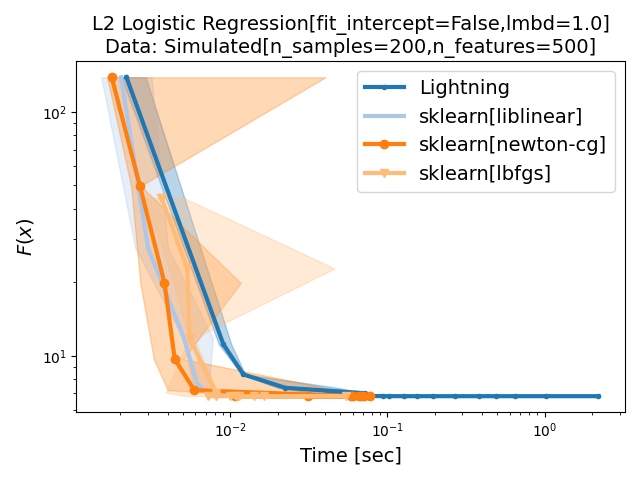 L2 Logistic Regression[fit_intercept=False,lmbd=1.0]
Data: Simulated[n_samples=200,n_features=500]
Lightning
sklearn[liblinear]
sklearn[newton-cg]
sklearn[lbfgs]
F(x)
10²
10¹
10⁻² 10⁻¹ 10⁰
Time [sec]